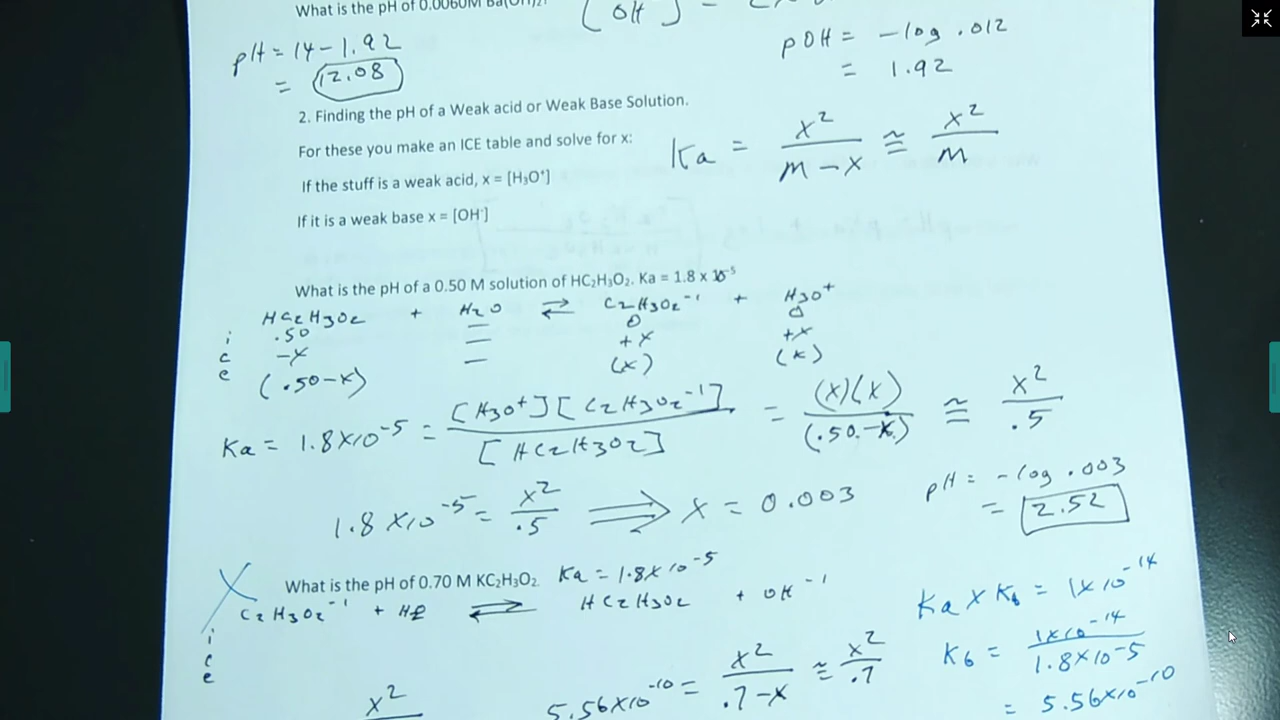 What is the pH of 0.0060M Ba(OH)2?
[OH
pH = 14 - 1.92
= 12.08
pOH = -log .012
= 1.92
2. Finding the pH of a Weak acid or Weak Base Solution.
For these you make an ICE table and solve for x:
If the stuff is a weak acid, x = [H3O+]
If it is a weak base x = [OH-]
Ka = x²/(m-x) ≅ x²/m
What is the pH of a 0.50 M solution of HC2H3O2. Ka = 1.8 x 10-5
HC2H3O2 + H2O ⇌ C2H3O2-1 + H3O+
i .50 — 0 0
c -x — +x +x
e (.50-x) — (x) (x)
Ka = 1.8x10-5 = [H3O+][C2H3O2-1]/[HC2H3O2] = (x)(x)/(.50-x) ≅ x²/.5
1.8x10-5 = x²/.5 ⟹ x = 0.003
pH = -log .003
= 2.52
What is the pH of 0.70 M KC2H3O2. Ka = 1.8x10-5
C2H3O2-1 + ⇌ HC2H3O2 + OH-1
i
c
e
Ka x Kb = 1x10-14
Kb = 1x10-14/1.8x10-5
= 5.56x10-10
x²
5.56x10-10 = x²/(.7-x) ≅ x²/.7